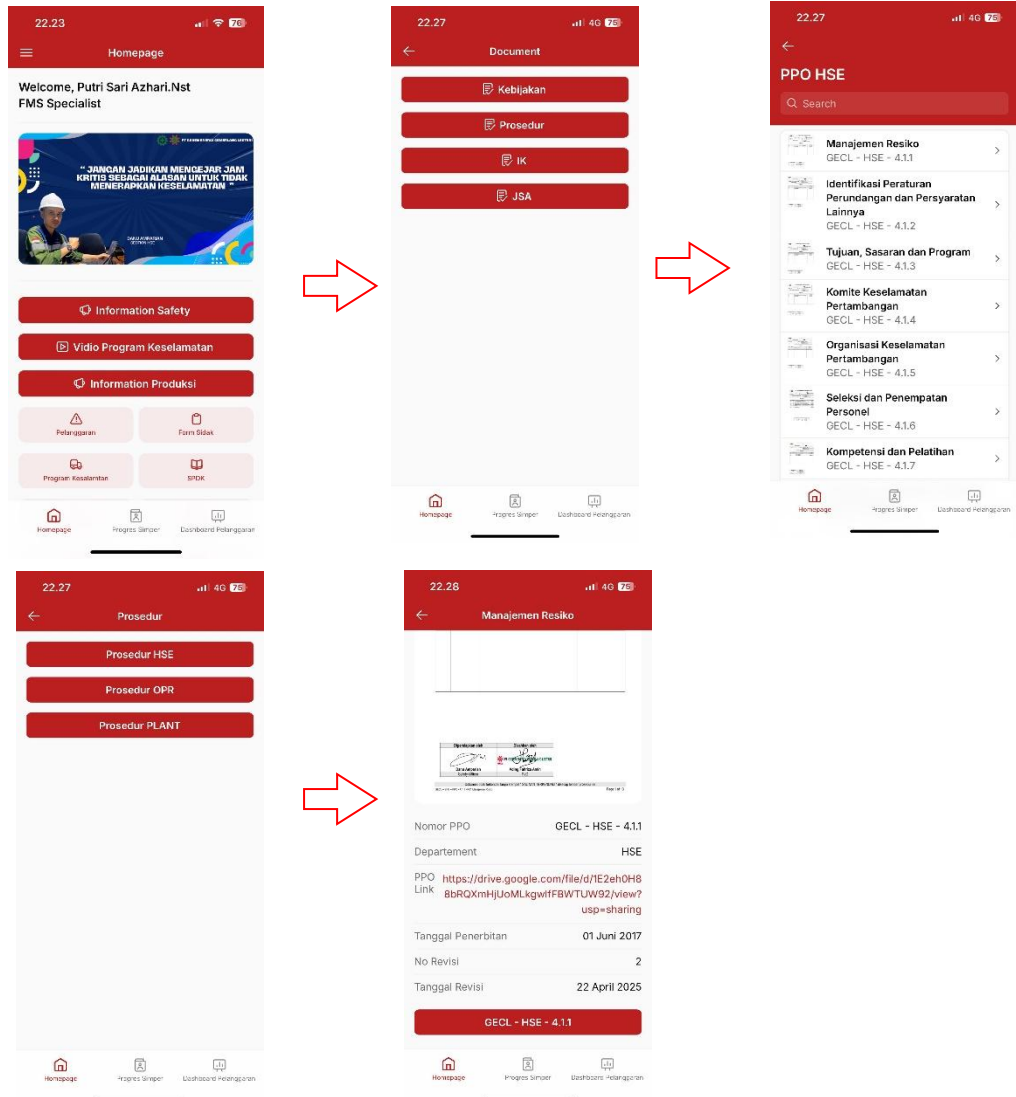 22.23
76
Homepage
Welcome, Putri Sari Azhari.Nst
FMS Specialist
" JANGAN JADIKAN MENGEJAR JAM
KRITIS SEBAGAI ALASAN UNTUK TIDAK
MENERAPKAN KESELAMATAN "
Information Safety
Vidio Program Keselamatan
Information Produksi
Pelanggaran
Form Sidak
Program Keselamtan
SPDK
Homepage
Progres Simper
Dashboard Pelanggaran
22.27
4G 75
Document
Kebijakan
Prosedur
IK
JSA
Homepage
Progres Simper
Dashboard Pelanggaran
22.27
4G 75
PPO HSE
Search
Manajemen Resiko
GECL - HSE - 4.1.1
Identifikasi Peraturan
Perundangan dan Persyaratan
Lainnya
GECL - HSE - 4.1.2
Tujuan, Sasaran dan Program
GECL - HSE - 4.1.3
Komite Keselamatan
Pertambangan
GECL - HSE - 4.1.4
Organisasi Keselamatan
Pertambangan
GECL - HSE - 4.1.5
Seleksi dan Penempatan
Personel
GECL - HSE - 4.1.6
Kompetensi dan Pelatihan
GECL - HSE - 4.1.7
Homepage
Progres Simper
Dashboard Pelanggaran
22.27
4G 75
Prosedur
Prosedur HSE
Prosedur OPR
Prosedur PLANT
Homepage
Progres Simper
Dashboard Pelanggaran
22.28
4G 75
Manajemen Resiko
Nomor PPO
GECL - HSE - 4.1.1
Departement
HSE
PPO
Link
https://drive.google.com/file/d/1E2eh0H8
8bRQXmHjUoMLkgwlfFBWTUW92/view?
usp=sharing
Tanggal Penerbitan
01 Juni 2017
No Revisi
2
Tanggal Revisi
22 April 2025
GECL - HSE - 4.1.1
Homepage
Progres Simper
Dashboard Pelanggaran